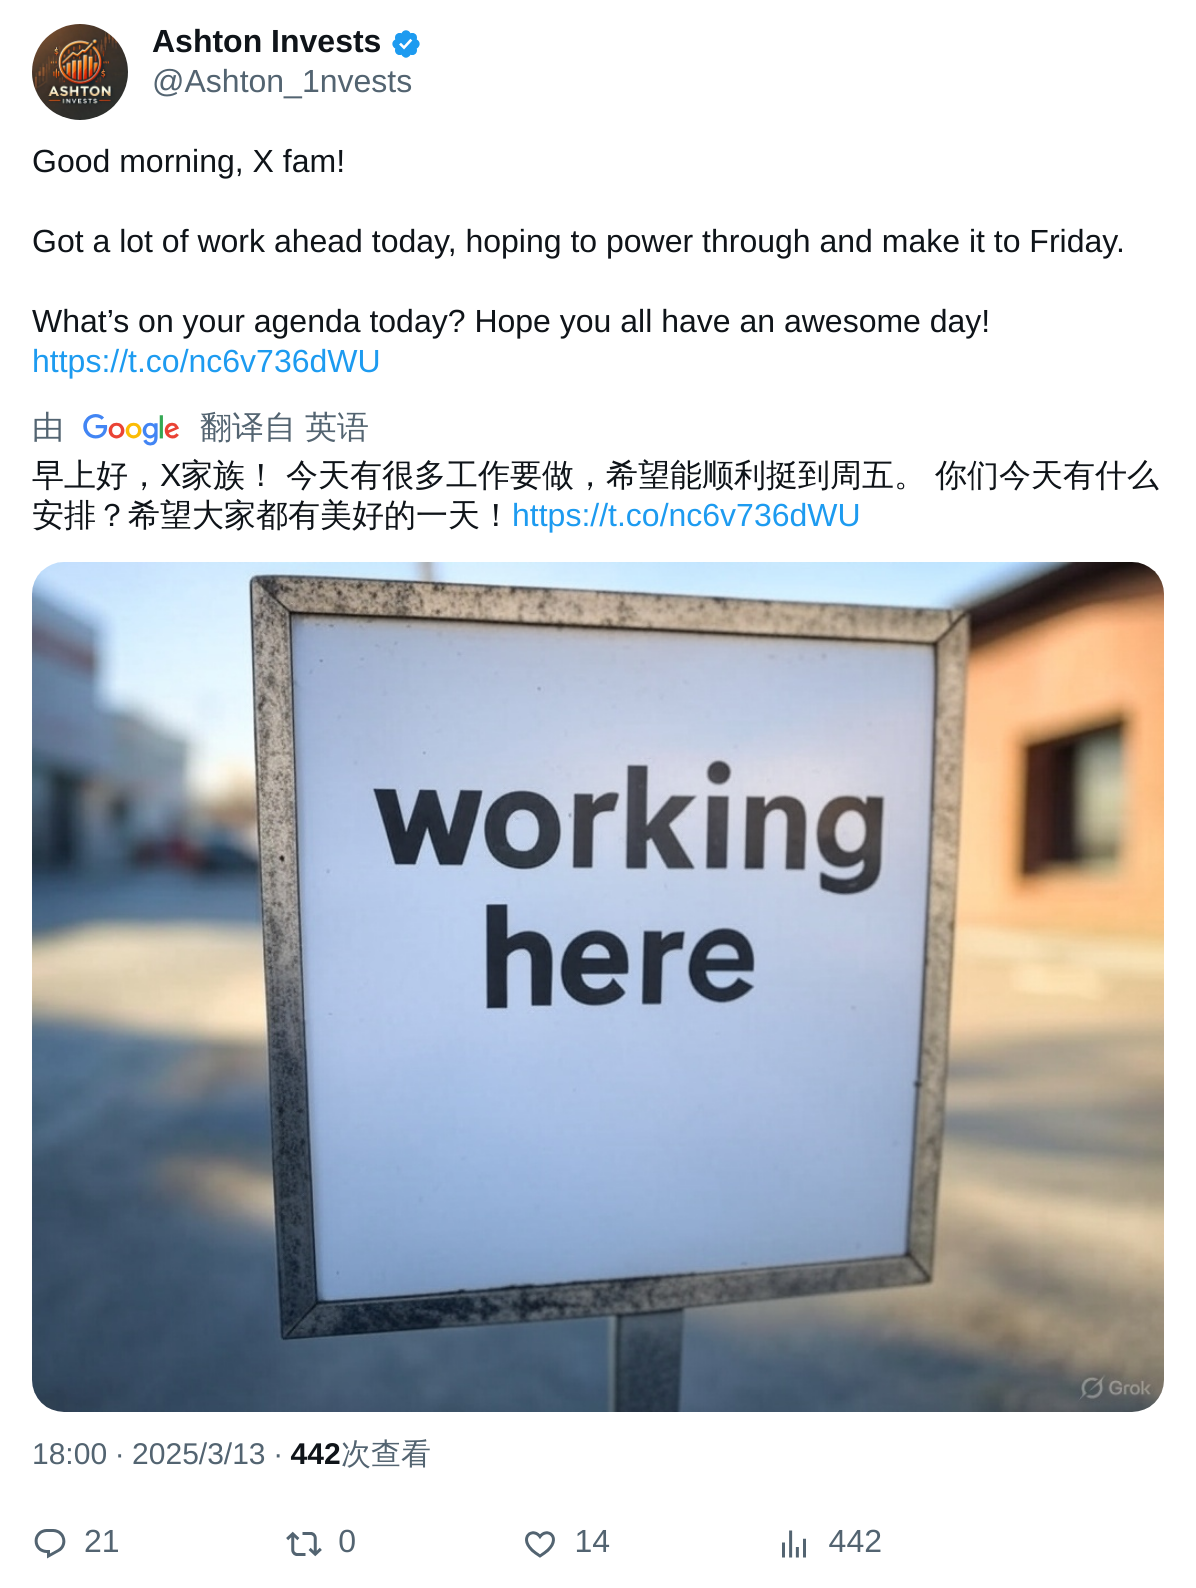 ASHTON
INVESTS
Ashton Invests
@Ashton_1nvests
Good morning, X fam!
Got a lot of work ahead today, hoping to power through and make it to Friday.
What’s on your agenda today? Hope you all have an awesome day!
https://t.co/nc6v736dWU
由 Google 翻译自 英语
早上好，X家族！ 今天有很多工作要做，希望能顺利挺到周五。 你们今天有什么
安排？希望大家都有美好的一天！https://t.co/nc6v736dWU
working
here
Grok
18:00 · 2025/3/13 · 442次查看
21 0 14 442